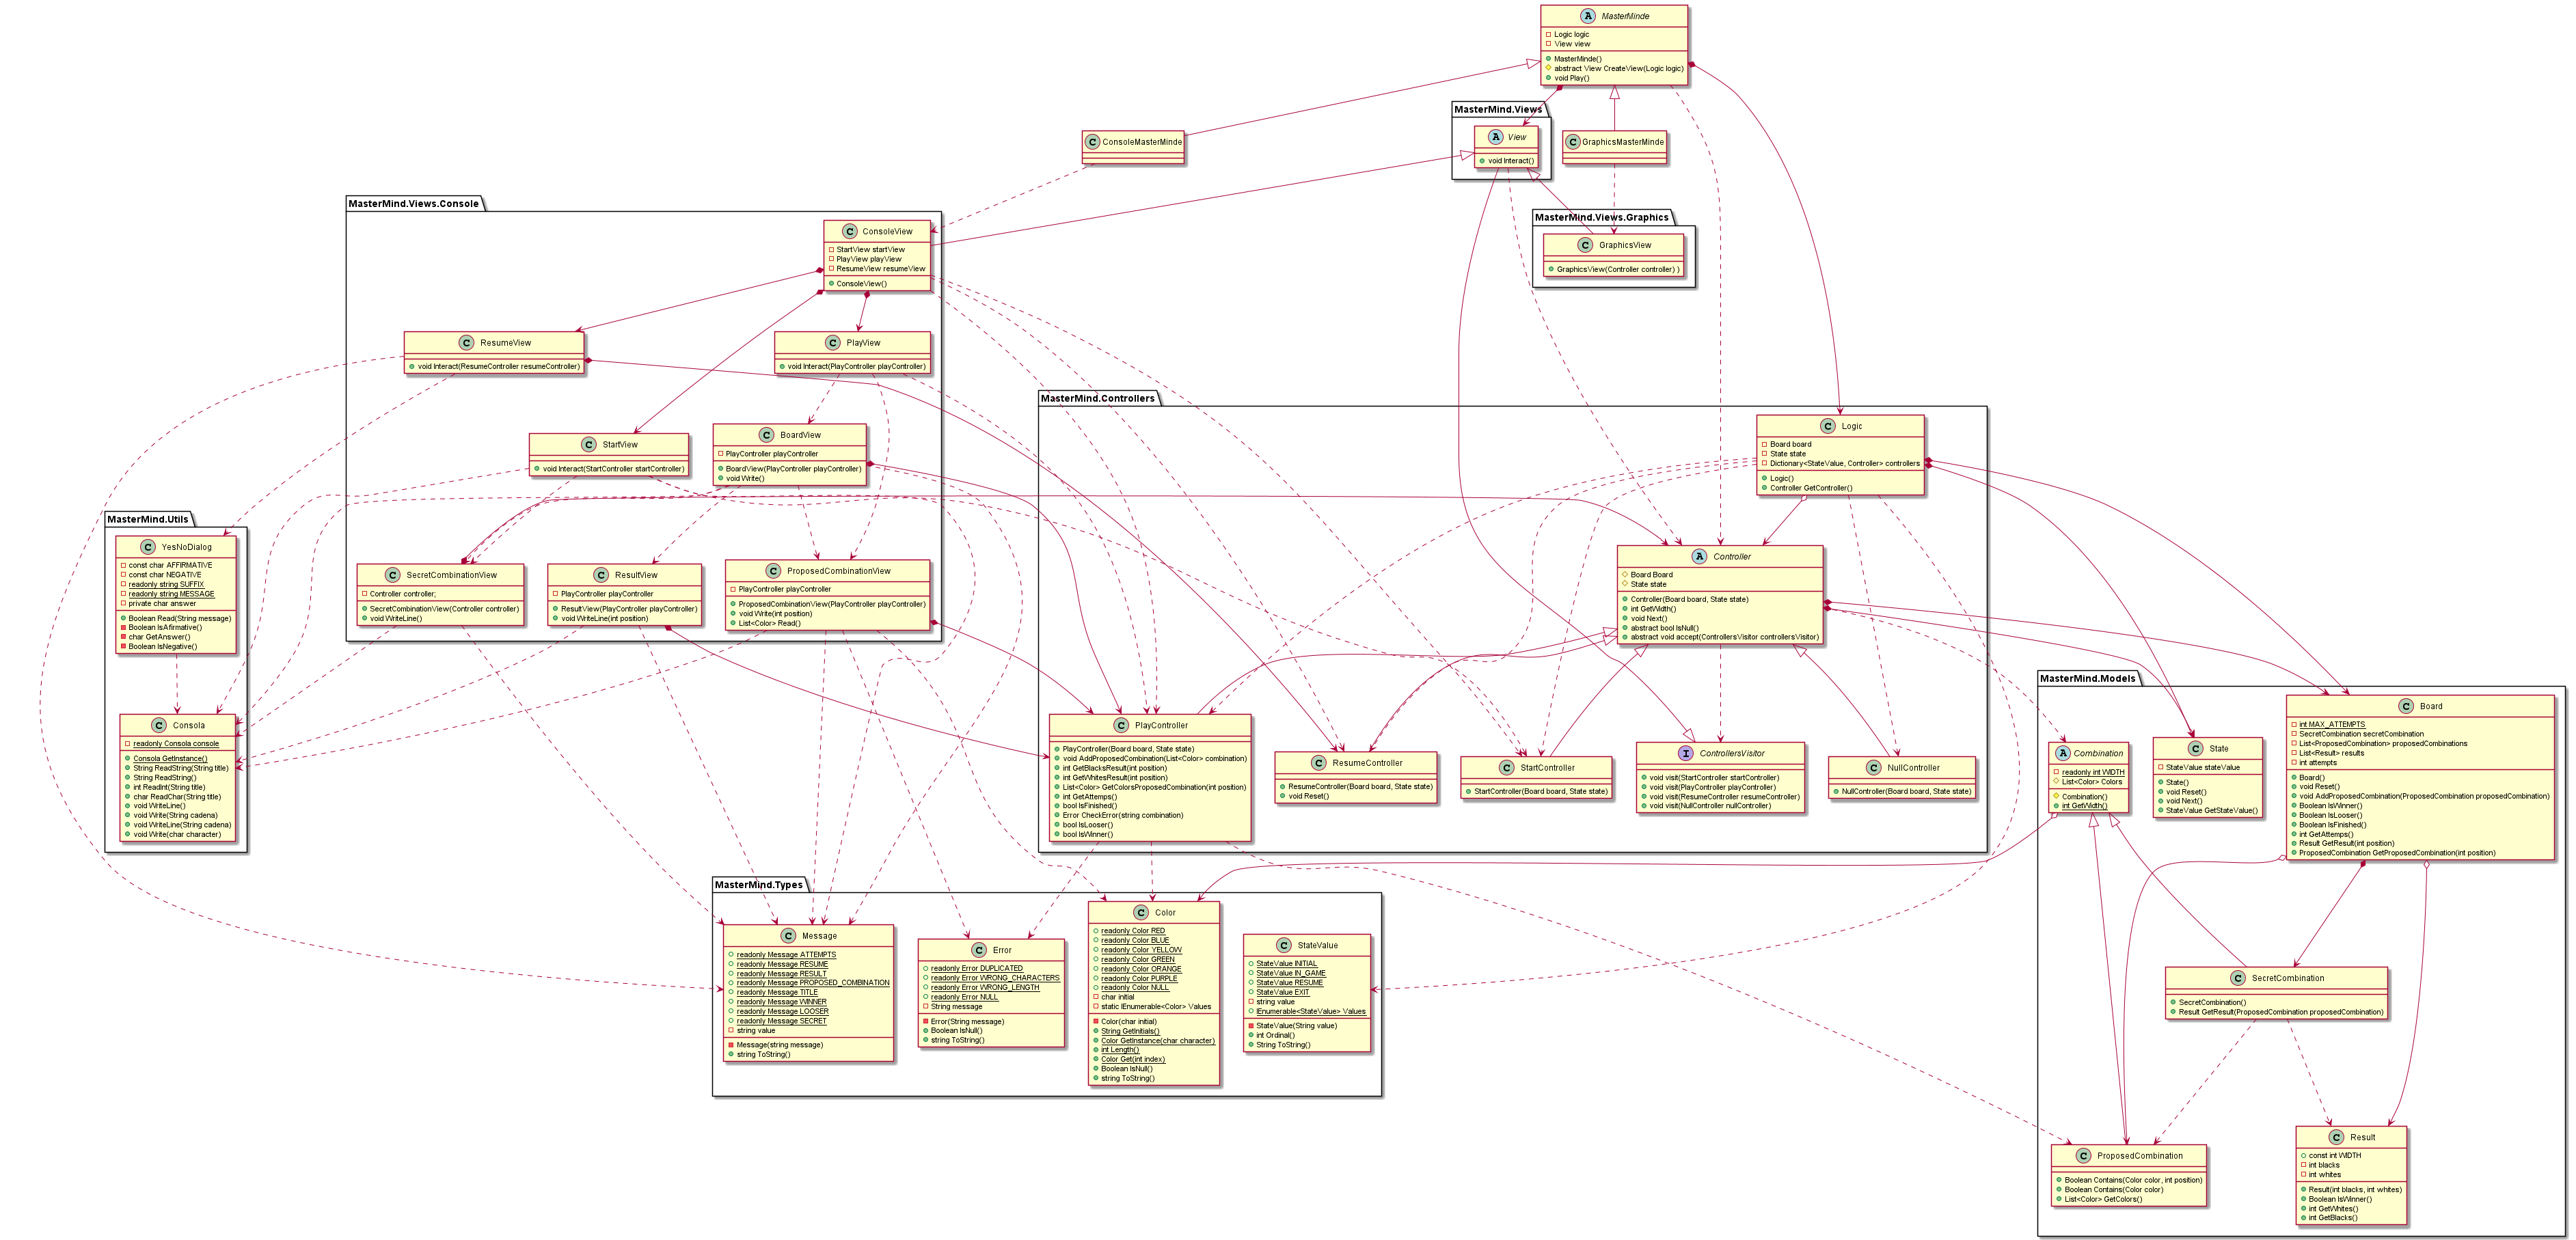 MasterMinde
Logic logic
View view
MasterMinde()
abstract View CreateView(Logic logic)
void Play()
MasterMind.Views
View
void Interact()
ConsoleMasterMinde
GraphicsMasterMinde
MasterMind.Views.Console
ConsoleView
StartView startView
PlayView playView
ResumeView resumeView
ConsoleView()
MasterMind.Views.Graphics
GraphicsView
GraphicsView(Controller controller) )
ResumeView
void Interact(ResumeController resumeController)
PlayView
void Interact(PlayController playController)
StartView
void Interact(StartController startController)
BoardView
PlayController playController
BoardView(PlayController playController)
void Write()
SecretCombinationView
Controller controller;
SecretCombinationView(Controller controller)
void WriteLine()
ResultView
PlayController playController
ResultView(PlayController playController)
void WriteLine(int position)
ProposedCombinationView
PlayController playController
ProposedCombinationView(PlayController playController)
void Write(int position)
List<Color> Read()
MasterMind.Utils
YesNoDialog
const char AFFIRMATIVE
const char NEGATIVE
readonly string SUFFIX
readonly string MESSAGE
private char answer
Boolean Read(String message)
Boolean IsAfirmative()
char GetAnswer()
Boolean IsNegative()
Consola
readonly Consola console
Consola GetInstance()
String ReadString(String title)
String ReadString()
int ReadInt(String title)
char ReadChar(String title)
void WriteLine()
void Write(String cadena)
void WriteLine(String cadena)
void Write(char character)
MasterMind.Controllers
Logic
Board board
State state
Dictionary<StateValue, Controller> controllers
Logic()
Controller GetController()
Controller
Board Board
State state
Controller(Board board, State state)
int GetWidth()
void Next()
abstract bool IsNull()
abstract void accept(ControllersVisitor controllersVisitor)
PlayController
PlayController(Board board, State state)
void AddProposedCombination(List<Color> combination)
int GetBlacksResult(int position)
int GetWhitesResult(int position)
List<Color> GetColorsProposedCombination(int position)
int GetAttemps()
bool IsFinished()
Error CheckError(string combination)
bool IsLooser()
bool IsWinner()
ResumeController
ResumeController(Board board, State state)
void Reset()
StartController
StartController(Board board, State state)
ControllersVisitor
void visit(StartController startController)
void visit(PlayController playController)
void visit(ResumeController resumeController)
void visit(NullController nullController)
NullController
NullController(Board board, State state)
MasterMind.Models
Combination
readonly int WIDTH
List<Color> Colors
Combination()
int GetWidth()
State
StateValue stateValue
State()
void Reset()
void Next()
StateValue GetStateValue()
Board
int MAX_ATTEMPTS
SecretCombination secretCombination
List<ProposedCombination> proposedCombinations
List<Result> results
int attempts
Board()
void Reset()
void AddProposedCombination(ProposedCombination proposedCombination)
Boolean IsWinner()
Boolean IsLooser()
Boolean IsFinished()
int GetAttemps()
Result GetResult(int position)
ProposedCombination GetProposedCombination(int position)
SecretCombination
SecretCombination()
Result GetResult(ProposedCombination proposedCombination)
ProposedCombination
Boolean Contains(Color color, int position)
Boolean Contains(Color color)
List<Color> GetColors()
Result
const int WIDTH
int blacks
int whites
Result(int blacks, int whites)
Boolean IsWinner()
int GetWhites()
int GetBlacks()
MasterMind.Types
Message
readonly Message ATTEMPTS
readonly Message RESUME
readonly Message RESULT
readonly Message PROPOSED_COMBINATION
readonly Message TITLE
readonly Message WINNER
readonly Message LOOSER
readonly Message SECRET
string value
Message(string message)
string ToString()
Error
readonly Error DUPLICATED
readonly Error WRONG_CHARACTERS
readonly Error WRONG_LENGTH
readonly Error NULL
String message
Error(String message)
Boolean IsNull()
string ToString()
Color
readonly Color RED
readonly Color BLUE
readonly Color YELLOW
readonly Color GREEN
readonly Color ORANGE
readonly Color PURPLE
readonly Color NULL
char initial
static IEnumerable<Color> Values
Color(char initial)
String GetInitials()
Color GetInstance(char character)
int Length()
Color Get(int index)
Boolean IsNull()
string ToString()
StateValue
StateValue INITIAL
StateValue IN_GAME
StateValue RESUME
StateValue EXIT
string value
IEnumerable<StateValue> Values
StateValue(String value)
int Ordinal()
String ToString()